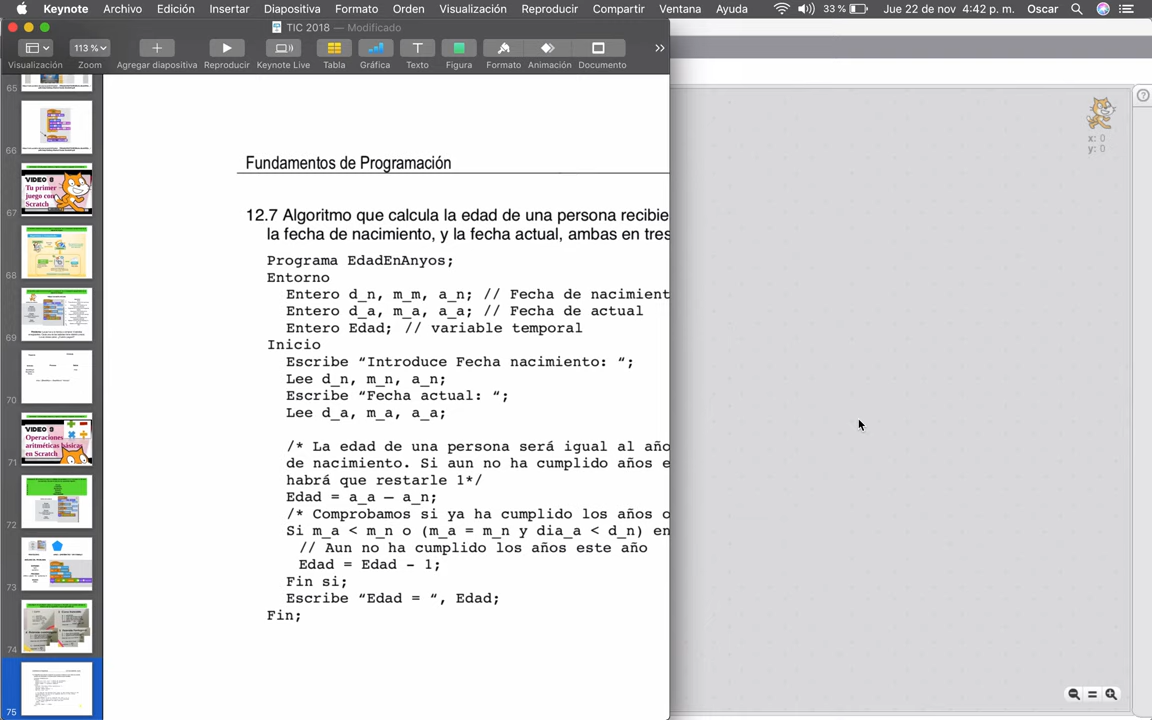 Keynote Archivo Edición Insertar Diapositiva Formato Orden Visualización Reproducir Compartir Ventana Ayuda 33 % Jue 22 de nov 4:42 p. m. Oscar
TIC 2018 — Modificado
113 %
Visualización Zoom Agregar diapositiva Reproducir Keynote Live Tabla Gráfica Texto Figura Formato Animación Documento
65
66
VIDEO 8
Tu primer
juego con
Scratch
67
68
69
70
VIDEO 9
Operaciones
aritméticas básicas
en Scratch
71
72
73
74
75
Fundamentos de Programación
12.7 Algoritmo que calcula la edad de una persona recibie
la fecha de nacimiento, y la fecha actual, ambas en tres
Programa EdadEnAnyos;
Entorno
Entero d_n, m_m, a_n; // Fecha de nacimient
Entero d_a, m_a, a_a; // Fecha de actual
Entero Edad; // variable temporal
Inicio
Escribe “Introduce Fecha nacimiento: “;
Lee d_n, m_n, a_n;
Escribe “Fecha actual: “;
Lee d_a, m_a, a_a;
/* La edad de una persona será igual al año
de nacimiento. Si aun no ha cumplido años e
habrá que restarle 1*/
Edad = a_a – a_n;
/* Comprobamos si ya ha cumplido los años o
Si m_a < m_n o (m_a = m_n y dia_a < d_n) en
// Aun no ha cumplido los años este año
Edad = Edad - 1;
Fin si;
Escribe “Edad = “, Edad;
Fin;
x: 0
y: 0